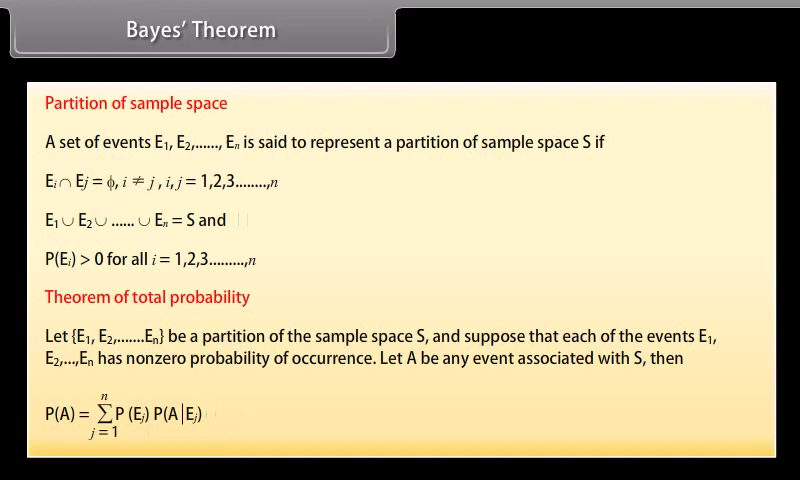 Bayes’ Theorem
Partition of sample space
A set of events E₁, E₂,......, Eₙ is said to represent a partition of sample space S if
Eᵢ ∩ Eⱼ = ϕ, i ≠ j , i, j = 1,2,3........,n
E₁ ∪ E₂ ∪ ...... ∪ Eₙ = S and
P(Eᵢ) > 0 for all i = 1,2,3.........,n
Theorem of total probability
Let {E₁, E₂,.......Eₙ} be a partition of the sample space S, and suppose that each of the events E₁,
E₂,...,Eₙ has nonzero probability of occurrence. Let A be any event associated with S, then
n
P(A) = ∑ P (Eⱼ) P(A|Eⱼ)
j = 1